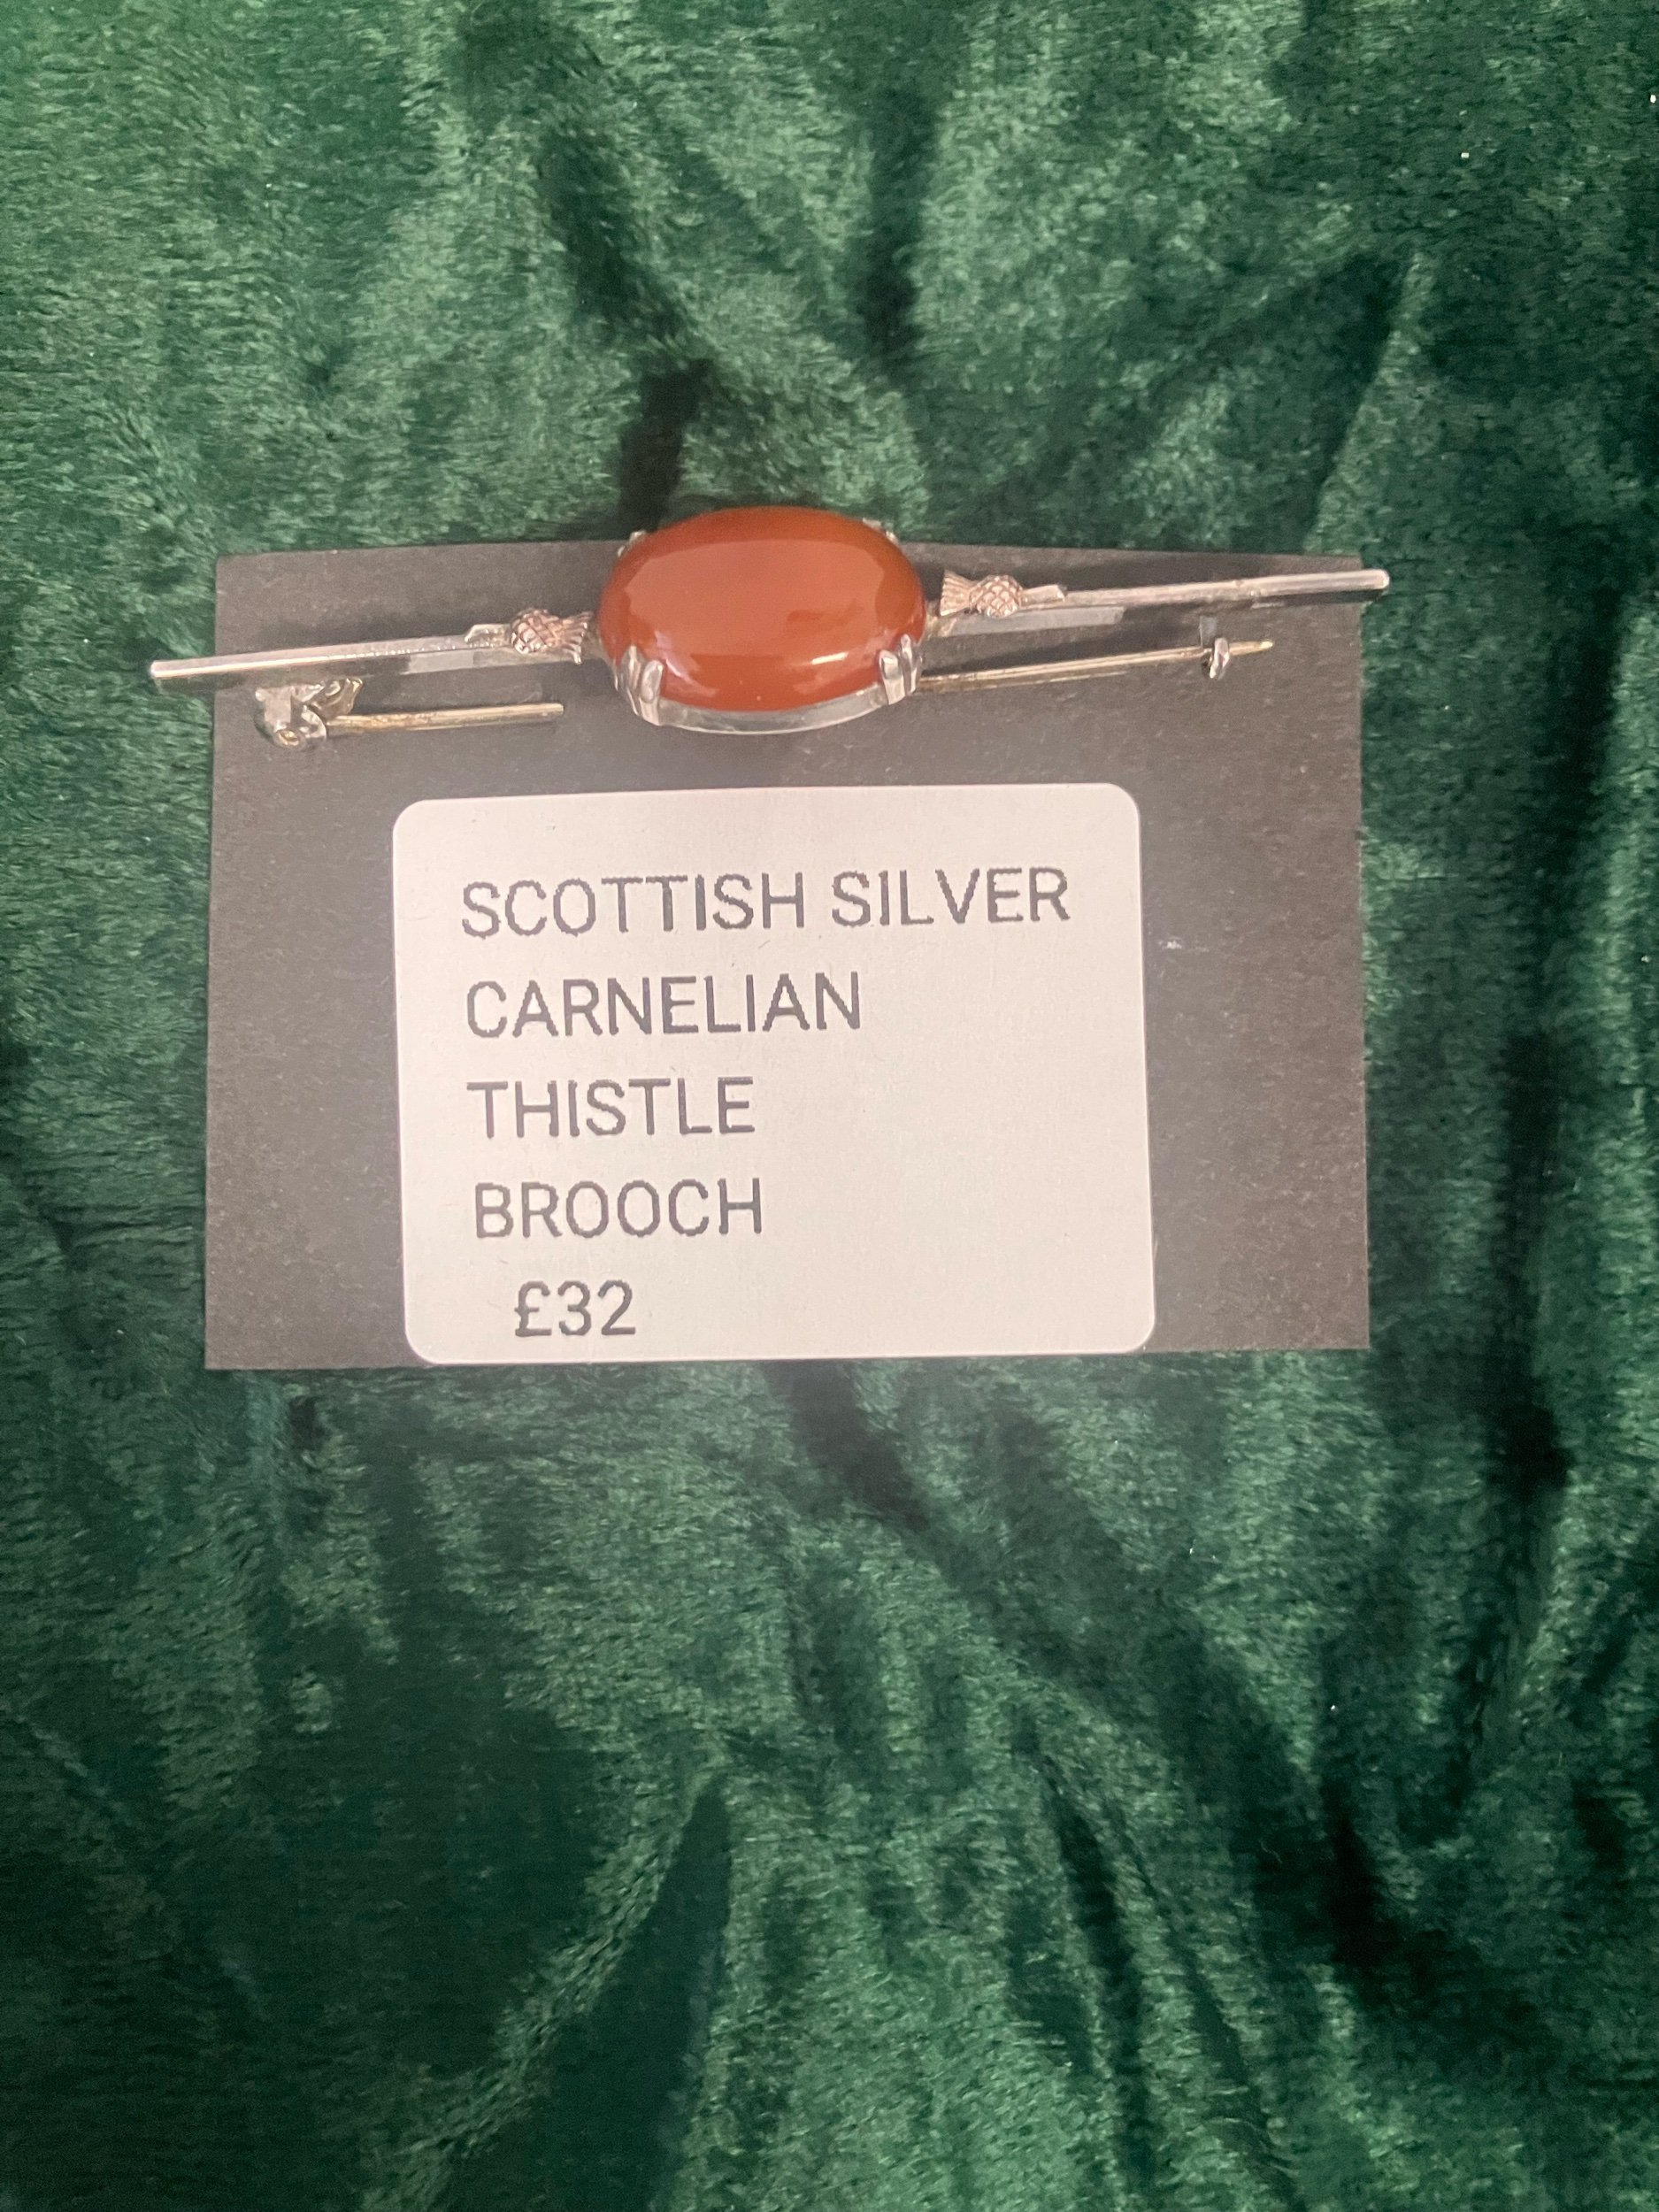 SCOTTISH SILVER
CARNELIAN
THISTLE
BROOCH
£32